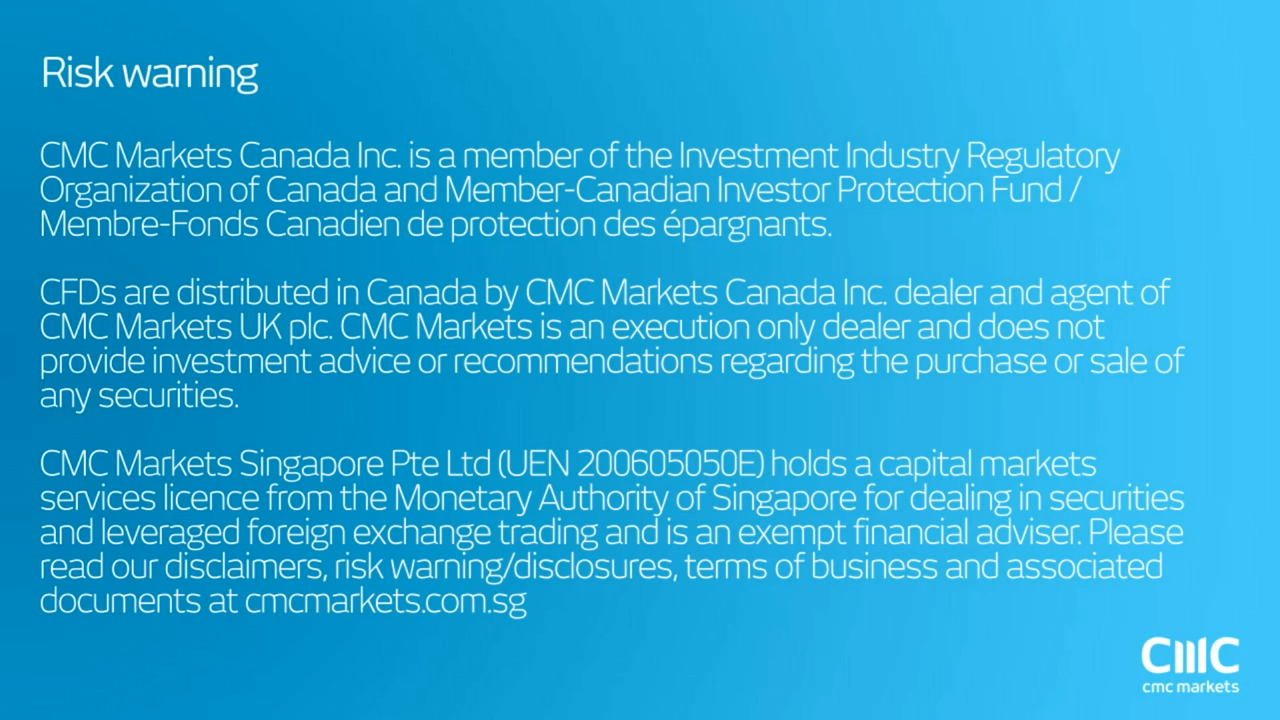 Risk warning
CMC Markets Canada Inc. is a member of the Investment Industry Regulatory
Organization of Canada and Member-Canadian Investor Protection Fund /
Membre-Fonds Canadien de protection des épargnants.
CFDs are distributed in Canada by CMC Markets Canada Inc. dealer and agent of
CMC Markets UK plc. CMC Markets is an execution only dealer and does not
provide investment advice or recommendations regarding the purchase or sale of
any securities.
CMC Markets Singapore Pte Ltd (UEN 200605050E) holds a capital markets
services licence from the Monetary Authority of Singapore for dealing in securities
and leveraged foreign exchange trading and is an exempt financial adviser. Please
read our disclaimers, risk warning/disclosures, terms of business and associated
documents at cmcmarkets.com.sg
CMC
cmc markets